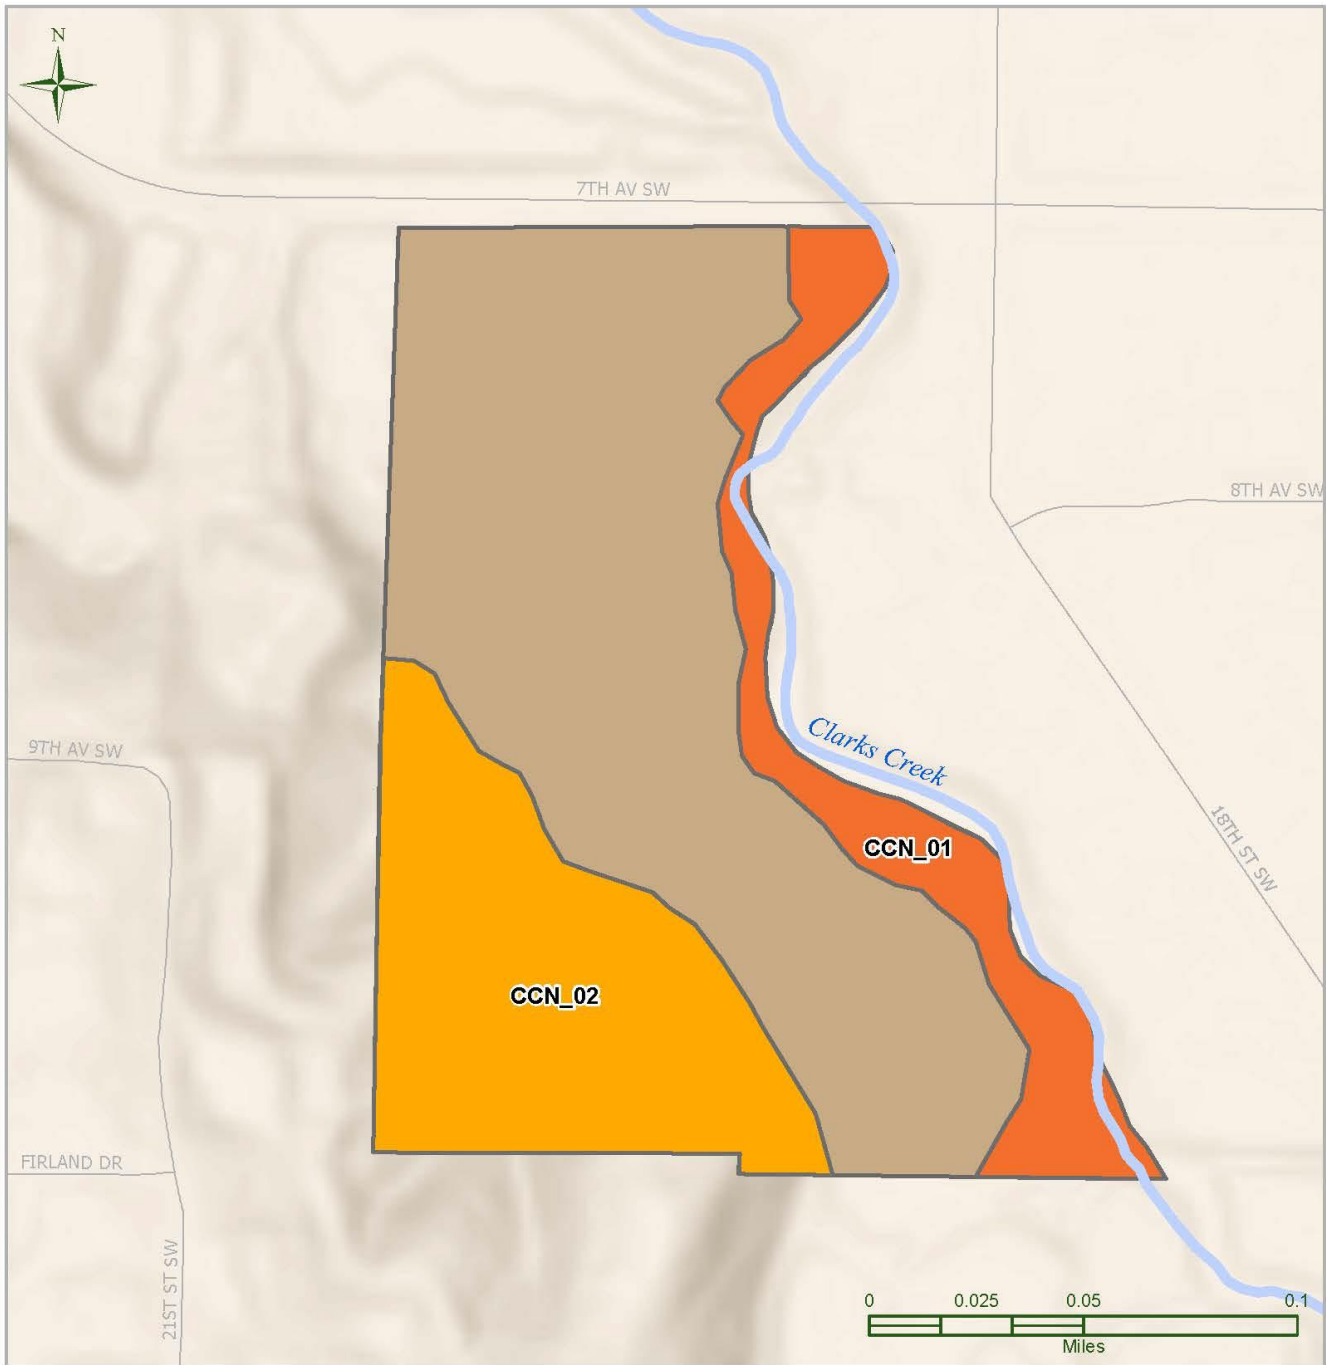 N
7TH AV SW
8TH AV SW
9TH AV SW
Clarks Creek
18TH ST SW
CCN_01
CCN_02
FIRLAND DR
21ST ST SW
0 0.025 0.05 0.1
Miles